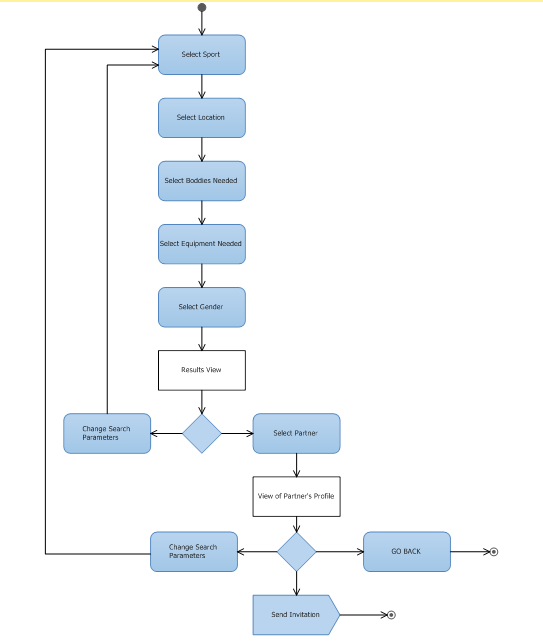 Select Sport
Select Location
Select Boddies Needed
Select Equipment Needed
Select Gender
Results View
Change Search
Parameters
Select Partner
View of Partner's Profile
Change Search
Parameters
GO BACK
Send Invitation